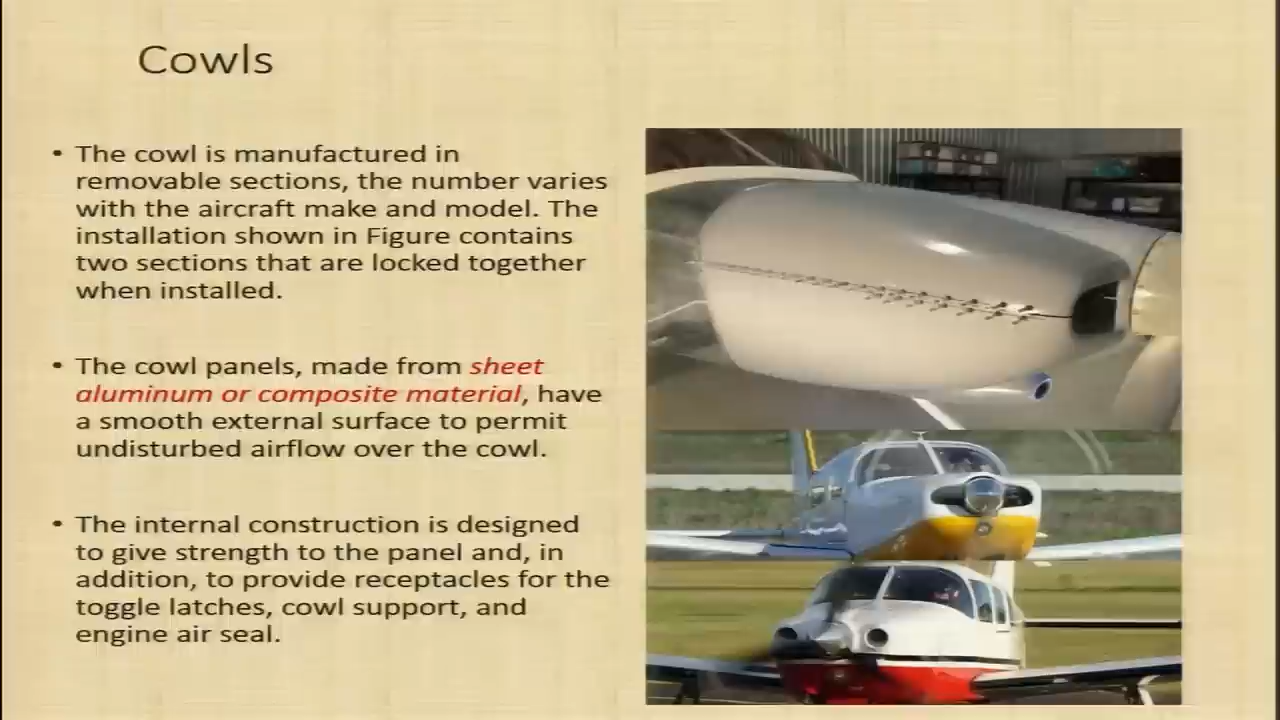 Cowls
• The cowl is manufactured in
removable sections, the number varies
with the aircraft make and model. The
installation shown in Figure contains
two sections that are locked together
when installed.
• The cowl panels, made from sheet
aluminum or composite material, have
a smooth external surface to permit
undisturbed airflow over the cowl.
• The internal construction is designed
to give strength to the panel and, in
addition, to provide receptacles for the
toggle latches, cowl support, and
engine air seal.